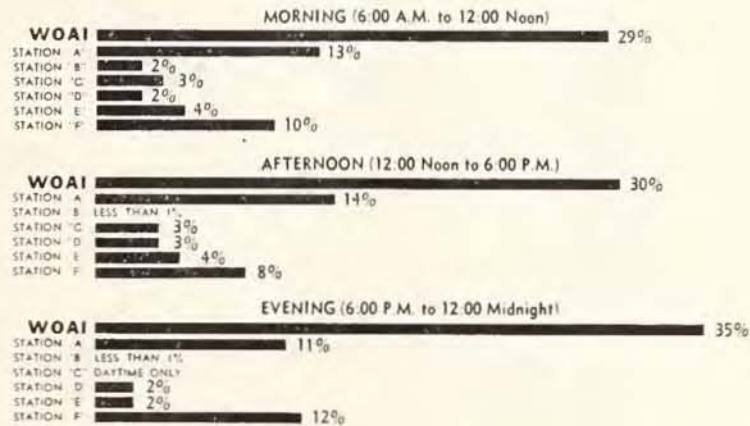 MORNING (6:00 A.M. to 12:00 Noon)
WOAI 29%
STATION "A" 13%
STATION "B" 2%
STATION "C" 3%
STATION "D" 2%
STATION "E" 4%
STATION "F" 10%
AFTERNOON (12:00 Noon to 6:00 P.M.)
WOAI 30%
STATION "A" 14%
STATION "B" LESS THAN 1%
STATION "C" 3%
STATION "D" 3%
STATION "E" 4%
STATION "F" 8%
EVENING (6:00 P.M. to 12:00 Midnight)
WOAI 35%
STATION "A" 11%
STATION "B" LESS THAN 1%
STATION "C" DAYTIME ONLY
STATION "D" 2%
STATION "E" 2%
STATION "F" 12%